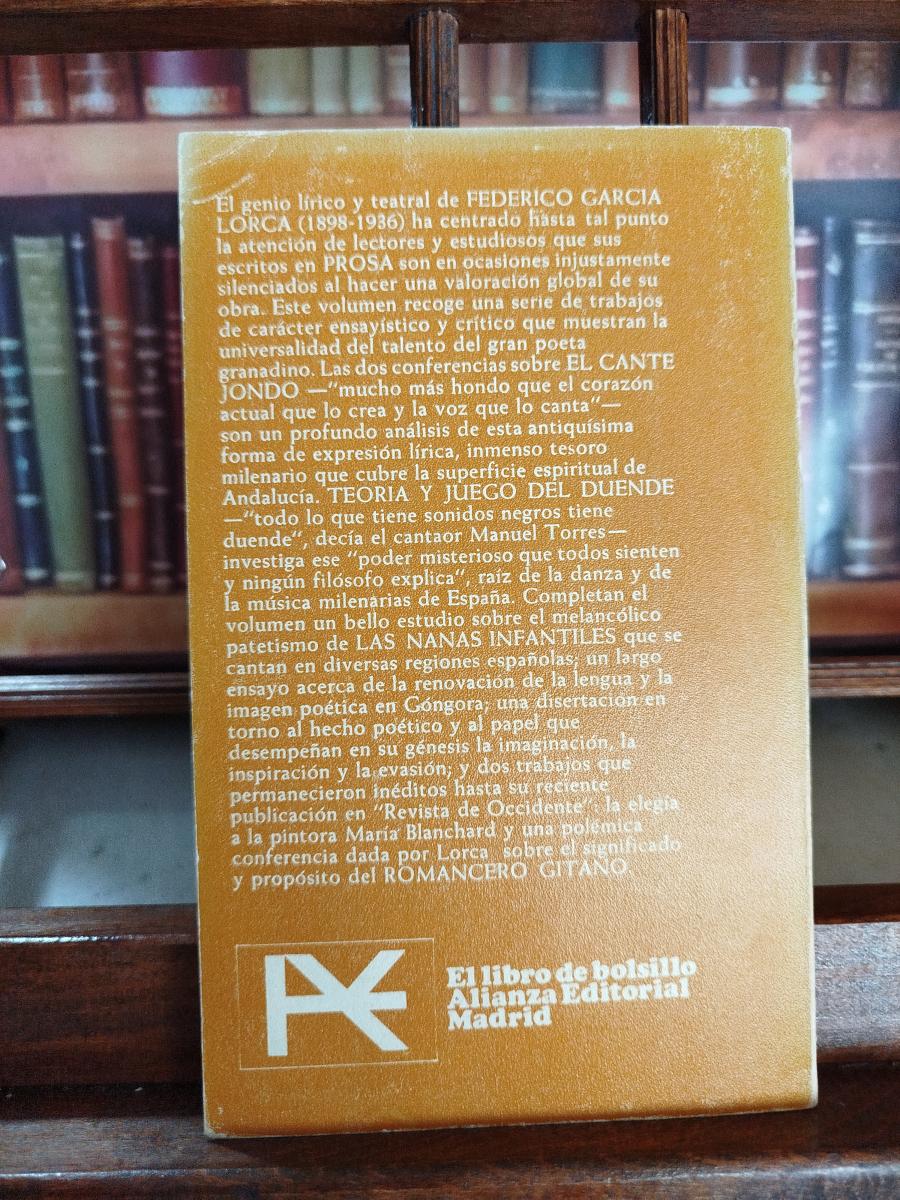 El genio lírico y teatral de FEDERICO GARCIA
LORCA (1898-1936) ha centrado hasta tal punto
la atención de lectores y estudiosos que sus
escritos en PROSA son en ocasiones injustamente
silenciados al hacer una valoración global de su
obra. Este volumen recoge una serie de trabajos
de carácter ensayístico y crítico que muestran la
universalidad del talento del gran poeta
granadino. Las dos conferencias sobre EL CANTE
JONDO —"mucho más hondo que el corazón
actual que lo crea y la voz que lo canta"—
son un profundo análisis de esta antiquísima
forma de expresión lírica, inmenso tesoro
milenario que cubre la superficie espiritual de
Andalucía. TEORIA Y JUEGO DEL DUENDE
—"todo lo que tiene sonidos negros tiene
duende", decía el cantaor Manuel Torres—
investiga ese "poder misterioso que todos sienten
y ningún filósofo explica", raíz de la danza y de
la música milenarias de España. Completan el
volumen un bello estudio sobre el melancólico
patetismo de LAS NANAS INFANTILES que se
cantan en diversas regiones españolas; un largo
ensayo acerca de la renovación de la lengua y la
imagen poética en Góngora; una disertación en
torno al hecho poético y al papel que
desempeñan en su génesis la imaginación, la
inspiración y la evasión; y dos trabajos que
permanecieron inéditos hasta su reciente
publicación en "Revista de Occidente": la elegía
a la pintora María Blanchard y una polémica
conferencia dada por Lorca sobre el significado
y propósito del ROMANCERO GITANO.
El libro de bolsillo
Alianza Editorial
Madrid